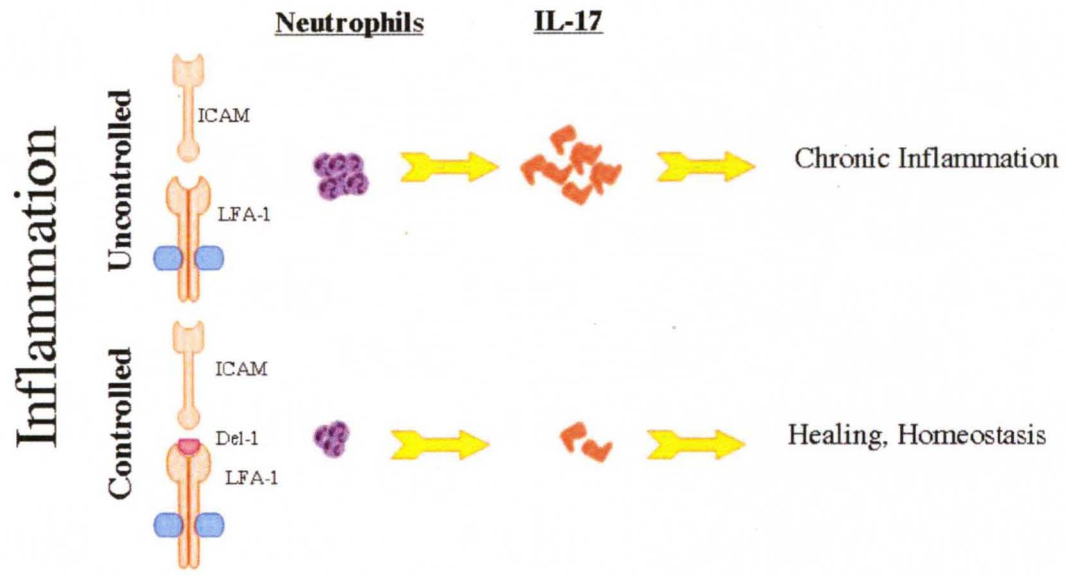 Neutrophils IL-17
Inflammation
Uncontrolled
ICAM
LFA-1
Chronic Inflammation
Controlled
ICAM
Del-1
LFA-1
Healing, Homeostasis